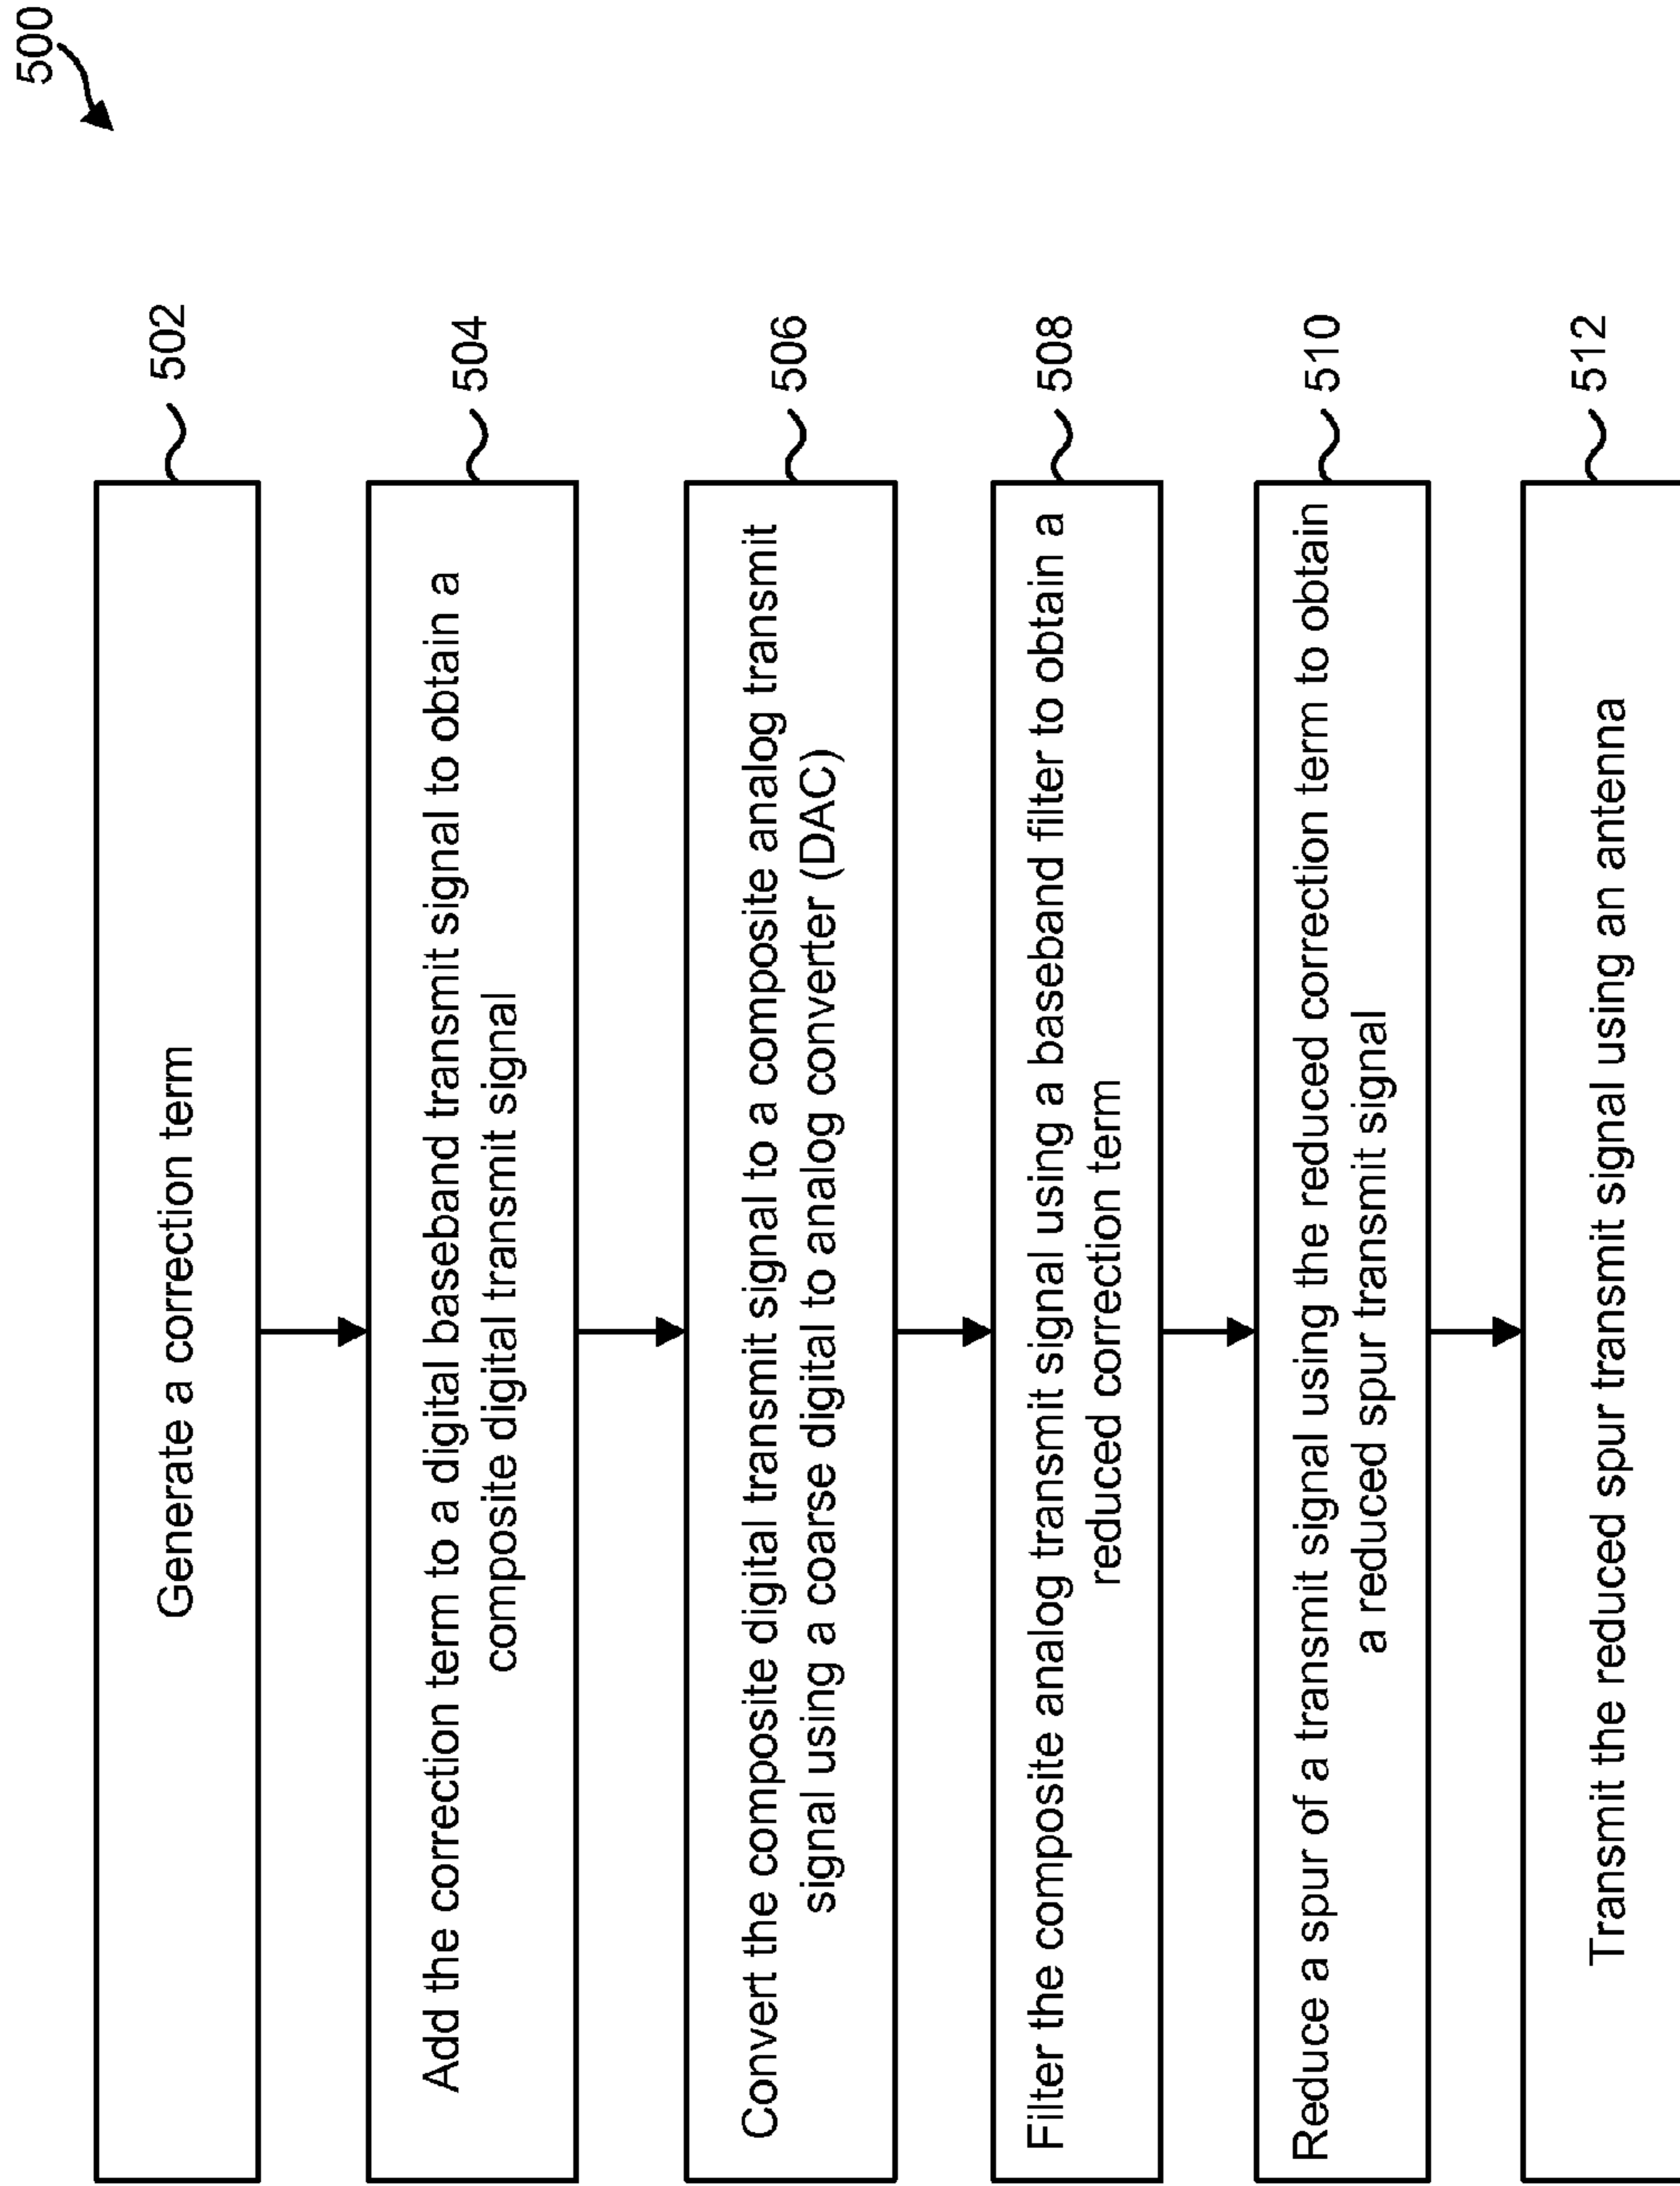 500
Generate a correction term
502
Add the correction term to a digital baseband transmit signal to obtain a
composite digital transmit signal
504
Convert the composite digital transmit signal to a composite analog transmit
signal using a coarse digital to analog converter (DAC)
506
Filter the composite analog transmit signal using a baseband filter to obtain a
reduced correction term
508
Reduce a spur of a transmit signal using the reduced correction term to obtain
a reduced spur transmit signal
510
Transmit the reduced spur transmit signal using an antenna
512